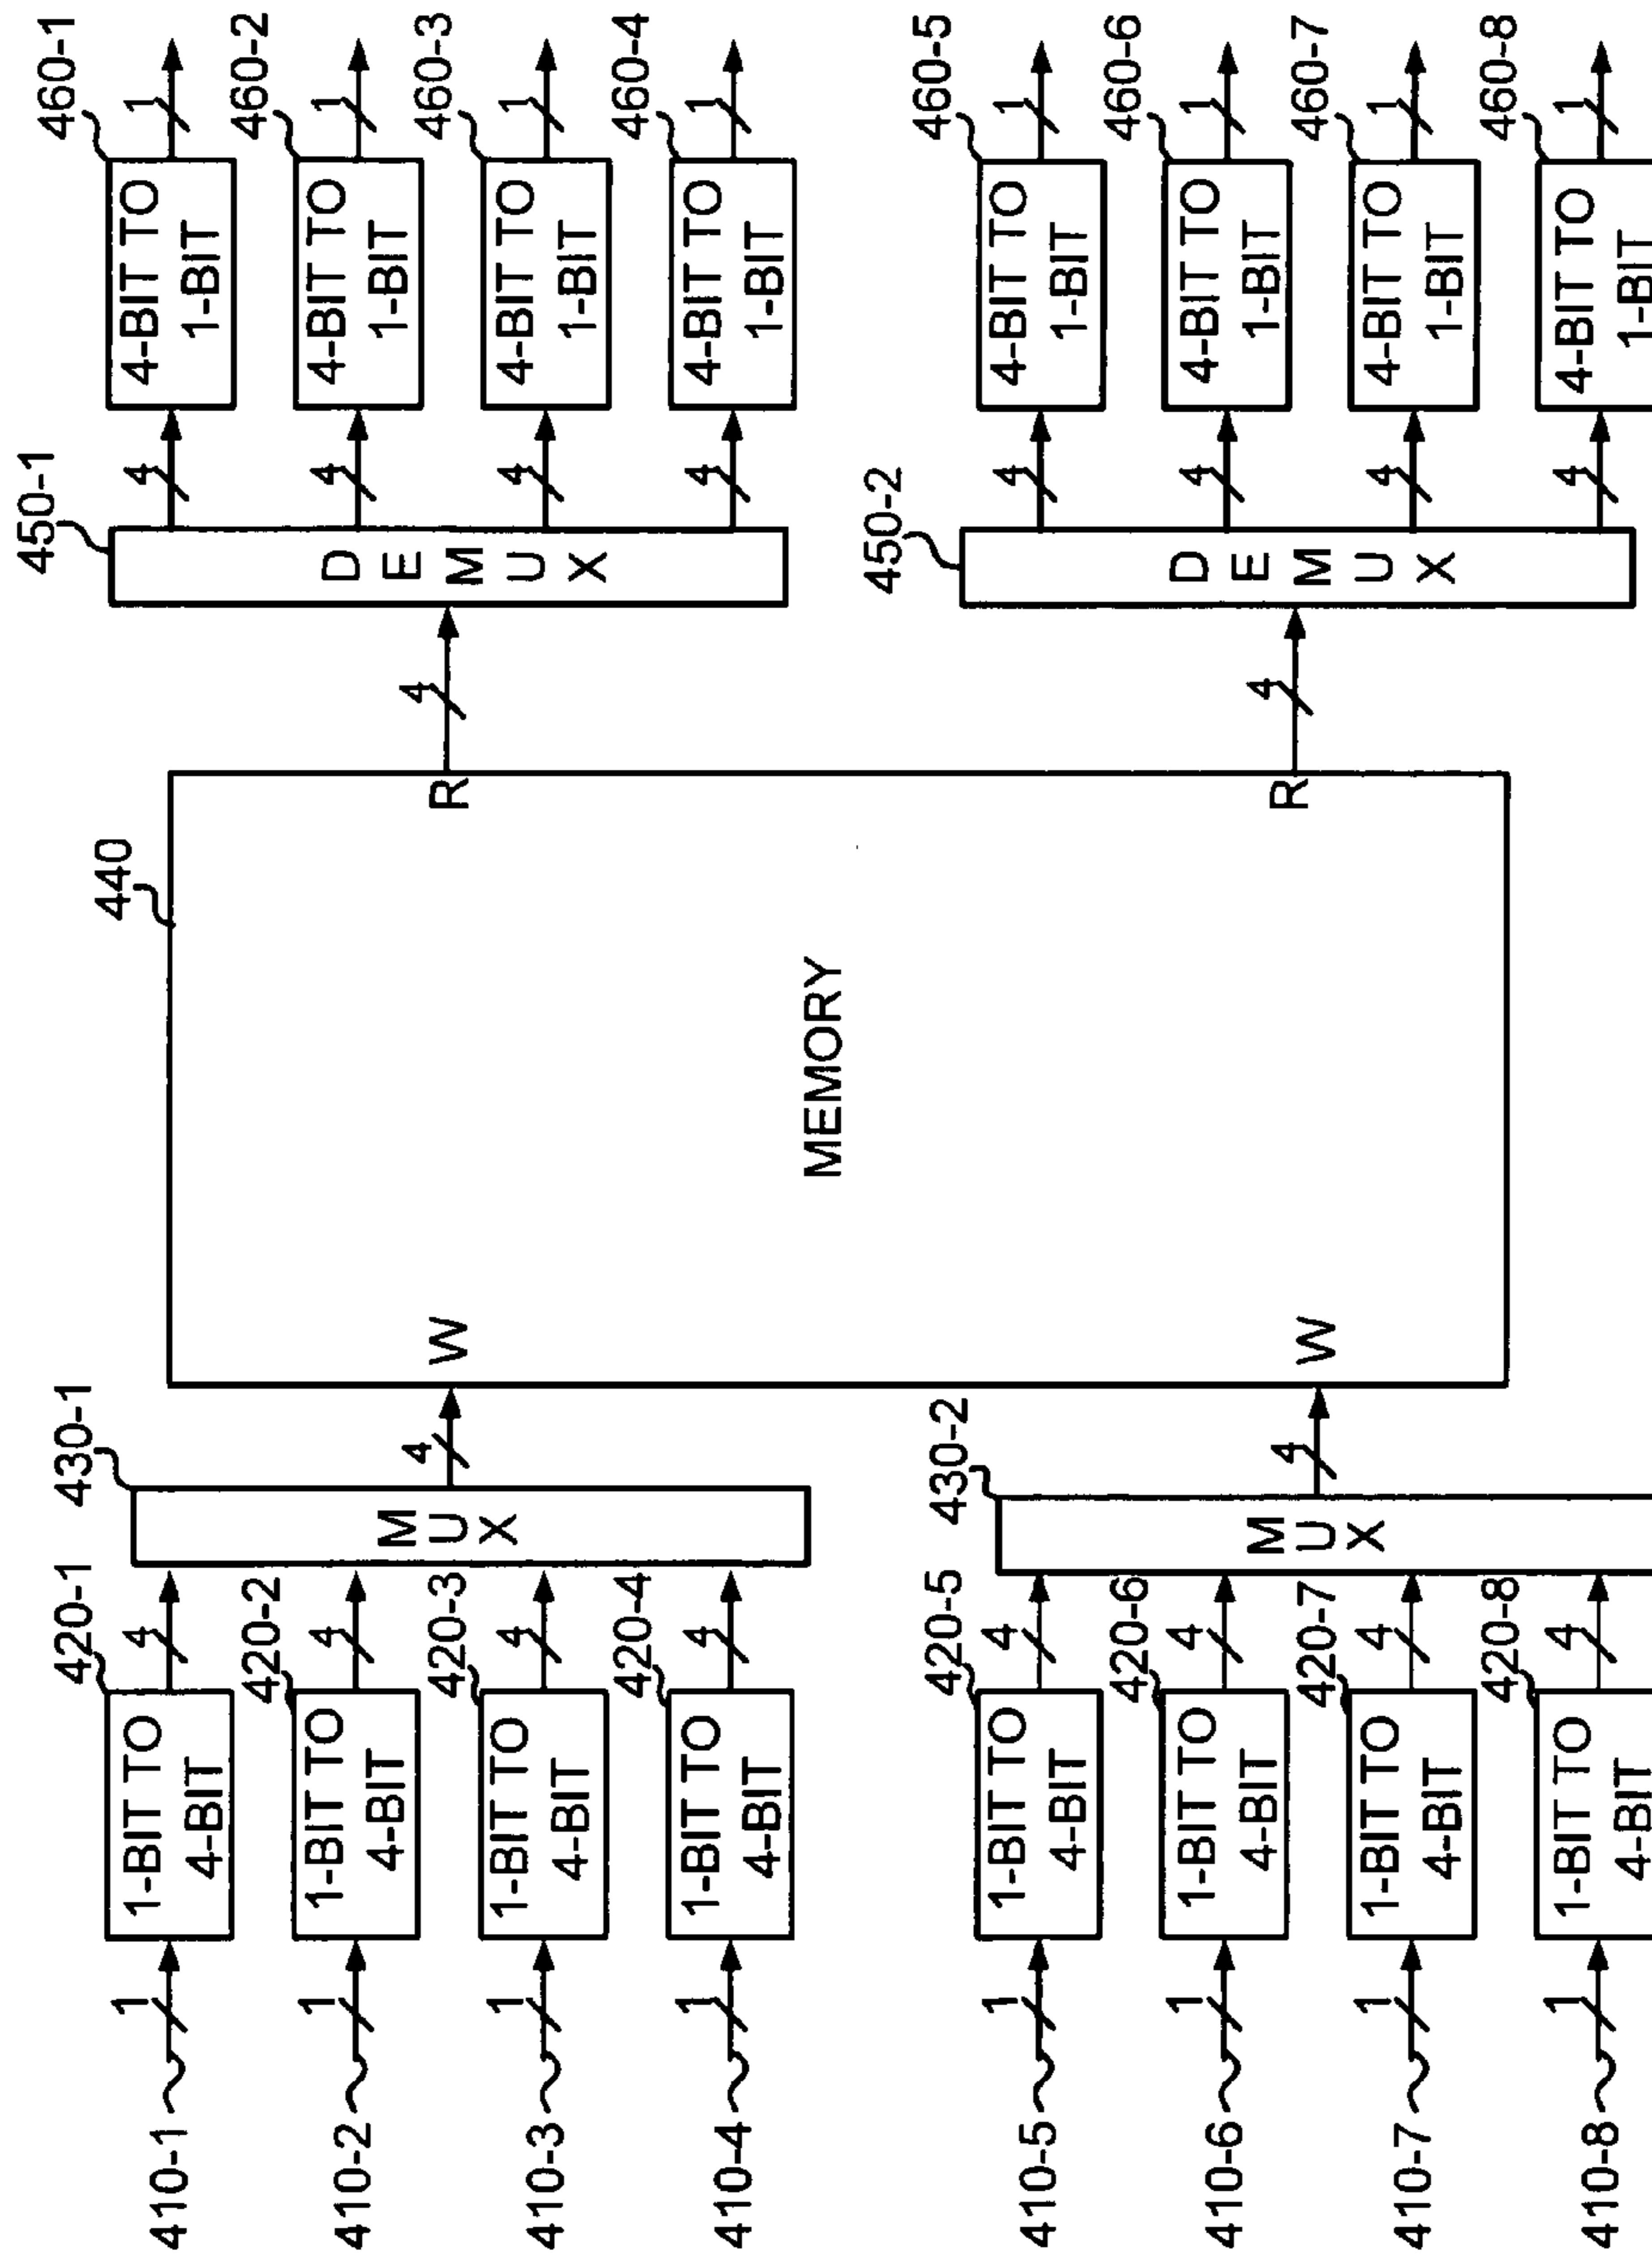 410-1
1
1-BIT TO
4-BIT
420-1
4
410-2
1
1-BIT TO
4-BIT
420-2
4
410-3
1
1-BIT TO
4-BIT
420-3
4
410-4
1
1-BIT TO
4-BIT
420-4
4
430-1
MUX
4
W
410-5
1
1-BIT TO
4-BIT
420-5
4
410-6
1
1-BIT TO
4-BIT
420-6
4
410-7
1
1-BIT TO
4-BIT
420-7
4
410-8
1
1-BIT TO
4-BIT
420-8
4
430-2
MUX
4
W
440
MEMORY
R
4
450-1
DEMUX
4
4-BIT TO
1-BIT
460-1
1
4
4-BIT TO
1-BIT
460-2
1
4
4-BIT TO
1-BIT
460-3
1
4
4-BIT TO
1-BIT
460-4
1
R
4
450-2
DEMUX
4
4-BIT TO
1-BIT
460-5
1
4
4-BIT TO
1-BIT
460-6
1
4
4-BIT TO
1-BIT
460-7
1
4
4-BIT TO
1-BIT
460-8
1